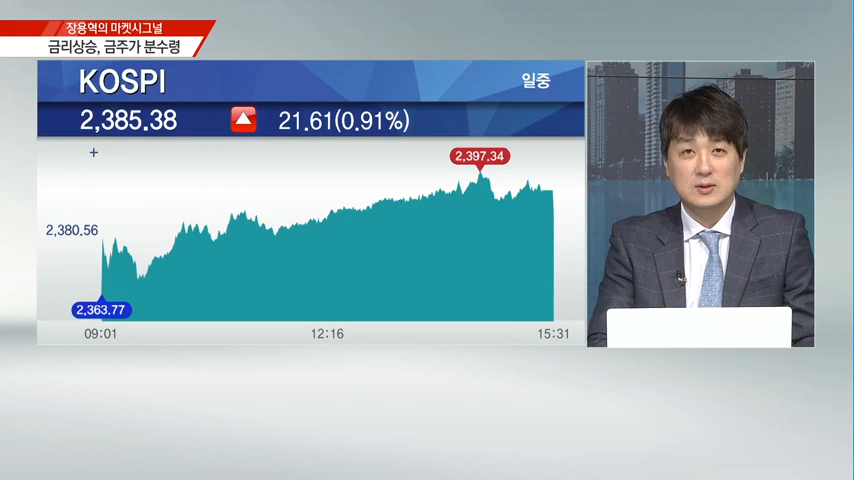 장용혁의 마켓시그널
금리상승, 금주가 분수령
KOSPI
일중
2,385.38
21.61(0.91%)
+
2,397.34
2,380.56
2,363.77
09:01
12:16
15:31